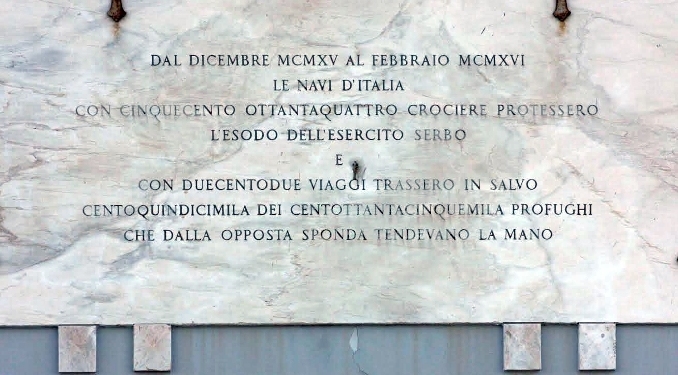 DAL DICEMBRE MCMXV AL FEBBRAIO MCMXVI
LE NAVI D'ITALIA
CON CINQUECENTO OTTANTAQUATTRO CROCIERE PROTESSERO
L'ESODO DELL'ESERCITO SERBO
E
CON DUECENTODUE VIAGGI TRASSERO IN SALVO
CENTOQUINDICIMILA DEI CENTOTTANTACINQUEMILA PROFUGHI
CHE DALLA OPPOSTA SPONDA TENDEVANO LA MANO